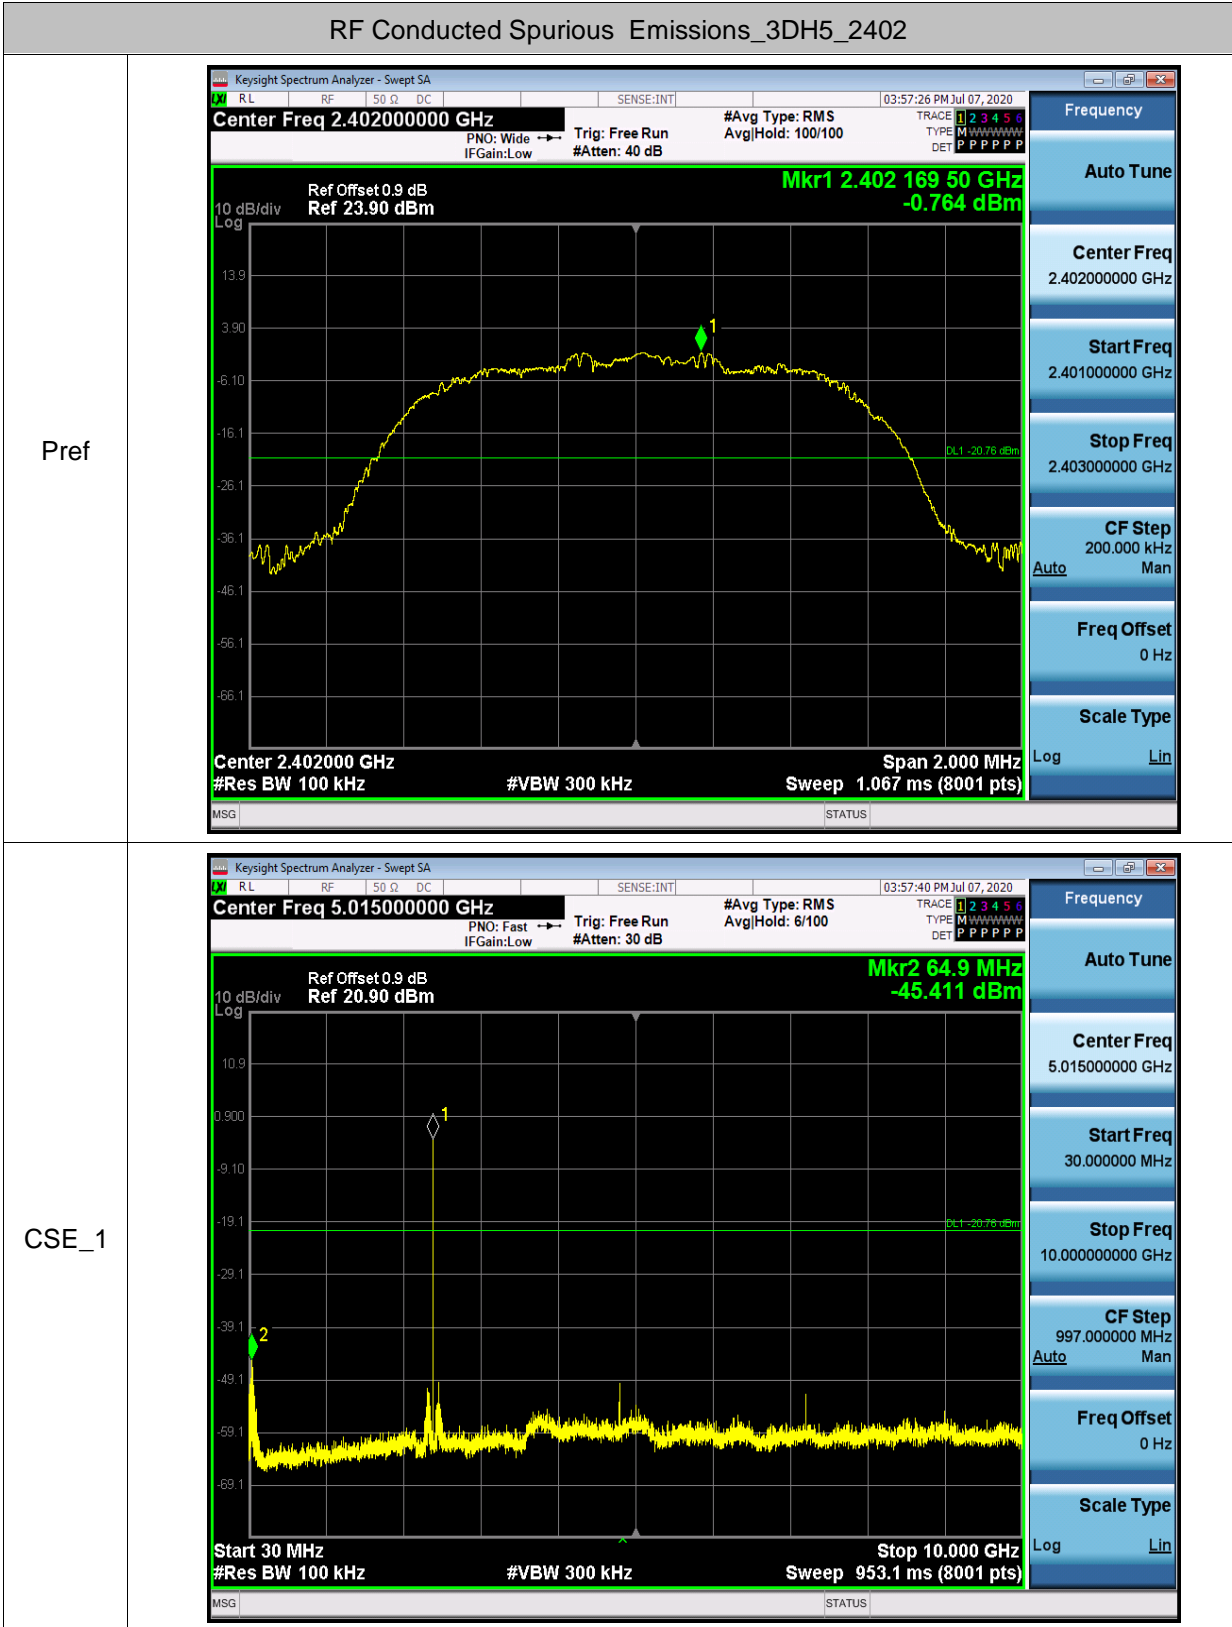 RF Conducted Spurious Emissions_3DH5_2402
Pref
Keysight Spectrum Analyzer - Swept SA
LXI RL RF 50 Ω DC SENSE:INT 03:57:26 PM Jul 07, 2020
Center Freq 2.402000000 GHz
PNO: Wide
IFGain:Low
Trig: Free Run
#Atten: 40 dB
#Avg Type: RMS
Avg|Hold: 100/100
TRACE 1 2 3 4 5 6
TYPE M WWWWW
DET P P P P P P
Mkr1 2.402 169 50 GHz
-0.764 dBm
Ref Offset 0.9 dB
10 dB/div Ref 23.90 dBm
Log
13.9
3.90
-6.10
-16.1
-26.1
-36.1
-46.1
-56.1
-66.1
1
DL1 -20.76 dBm
Center 2.402000 GHz Span 2.000 MHz
#Res BW 100 kHz #VBW 300 kHz Sweep 1.067 ms (8001 pts)
MSG STATUS
Frequency
Auto Tune
Center Freq
2.402000000 GHz
Start Freq
2.401000000 GHz
Stop Freq
2.403000000 GHz
CF Step
200.000 kHz
Auto Man
Freq Offset
0 Hz
Scale Type
Log Lin
CSE_1
Keysight Spectrum Analyzer - Swept SA
LXI RL RF 50 Ω DC SENSE:INT 03:57:40 PM Jul 07, 2020
Center Freq 5.015000000 GHz
PNO: Fast
IFGain:Low
Trig: Free Run
#Atten: 30 dB
#Avg Type: RMS
Avg|Hold: 6/100
TRACE 1 2 3 4 5 6
TYPE M WWWWW
DET P P P P P P
Mkr2 64.9 MHz
-45.411 dBm
Ref Offset 0.9 dB
10 dB/div Ref 20.90 dBm
Log
10.9
0.900
-9.10
-19.1
-29.1
-39.1
-49.1
-59.1
-69.1
1
2
DL1 -20.76 dBm
Start 30 MHz Stop 10.000 GHz
#Res BW 100 kHz #VBW 300 kHz Sweep 953.1 ms (8001 pts)
MSG STATUS
Frequency
Auto Tune
Center Freq
5.015000000 GHz
Start Freq
30.000000 MHz
Stop Freq
10.000000000 GHz
CF Step
997.000000 MHz
Auto Man
Freq Offset
0 Hz
Scale Type
Log Lin